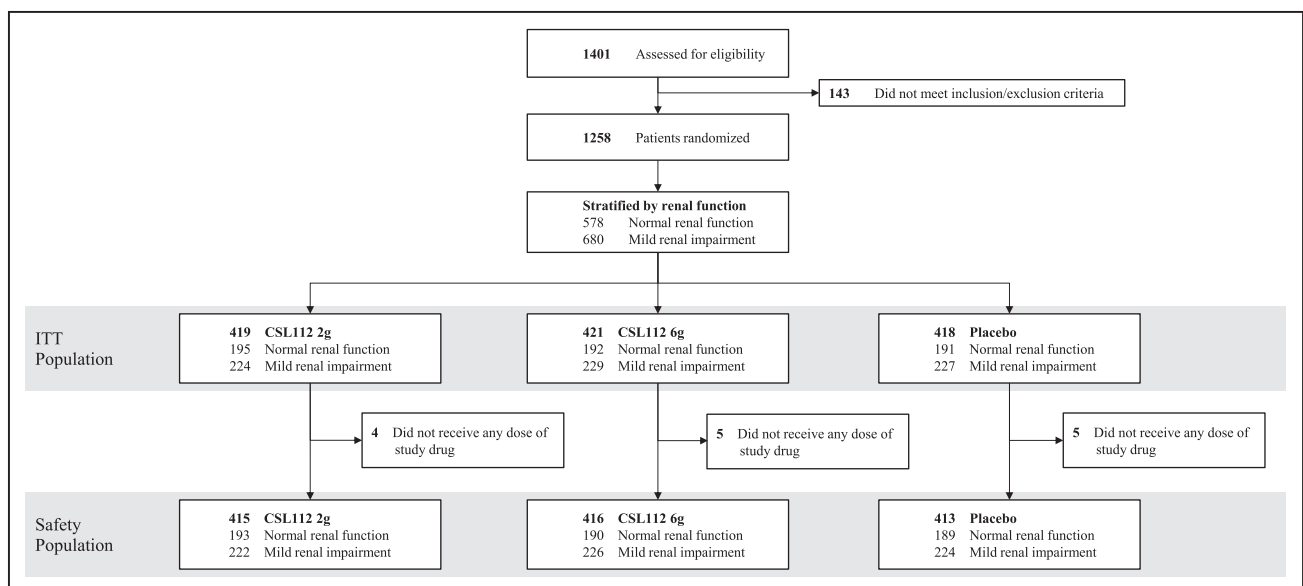 1401 Assessed for eligibility
143 Did not meet inclusion/exclusion criteria
1258 Patients randomized
Stratified by renal function
578 Normal renal function
680 Mild renal impairment
ITT
Population
419 CSL112 2g
195 Normal renal function
224 Mild renal impairment
421 CSL112 6g
192 Normal renal function
229 Mild renal impairment
418 Placebo
191 Normal renal function
227 Mild renal impairment
4 Did not receive any dose of
study drug
5 Did not receive any dose of
study drug
5 Did not receive any dose of
study drug
Safety
Population
415 CSL112 2g
193 Normal renal function
222 Mild renal impairment
416 CSL112 6g
190 Normal renal function
226 Mild renal impairment
413 Placebo
189 Normal renal function
224 Mild renal impairment